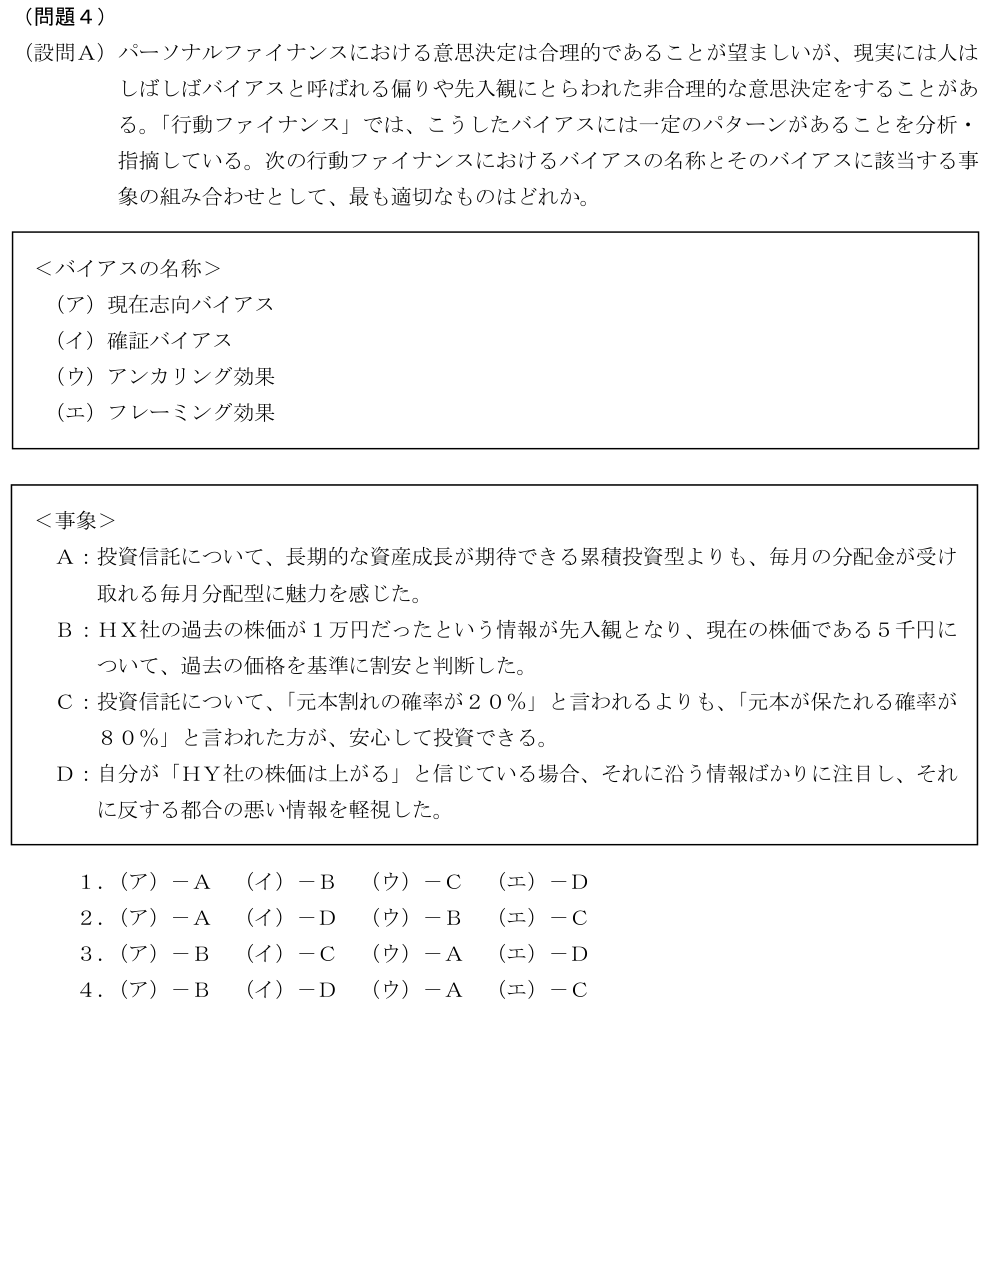 （問題４）
（設問Ａ）パーソナルファイナンスにおける意思決定は合理的であることが望ましいが、現実には人は
しばしばバイアスと呼ばれる偏りや先入観にとらわれた非合理的な意思決定をすることがあ
る。「行動ファイナンス」では、こうしたバイアスには一定のパターンがあることを分析・
指摘している。次の行動ファイナンスにおけるバイアスの名称とそのバイアスに該当する事
象の組み合わせとして、最も適切なものはどれか。
＜バイアスの名称＞
（ア）現在志向バイアス
（イ）確証バイアス
（ウ）アンカリング効果
（エ）フレーミング効果
＜事象＞
Ａ：投資信託について、長期的な資産成長が期待できる累積投資型よりも、毎月の分配金が受け
取れる毎月分配型に魅力を感じた。
Ｂ：ＨＸ社の過去の株価が１万円だったという情報が先入観となり、現在の株価である５千円に
ついて、過去の価格を基準に割安と判断した。
Ｃ：投資信託について、「元本割れの確率が２０％」と言われるよりも、「元本が保たれる確率が
８０％」と言われた方が、安心して投資できる。
Ｄ：自分が「ＨＹ社の株価は上がる」と信じている場合、それに沿う情報ばかりに注目し、それ
に反する都合の悪い情報を軽視した。
１．（ア）－Ａ　（イ）－Ｂ　（ウ）－Ｃ　（エ）－Ｄ
２．（ア）－Ａ　（イ）－Ｄ　（ウ）－Ｂ　（エ）－Ｃ
３．（ア）－Ｂ　（イ）－Ｃ　（ウ）－Ａ　（エ）－Ｄ
４．（ア）－Ｂ　（イ）－Ｄ　（ウ）－Ａ　（エ）－Ｃ